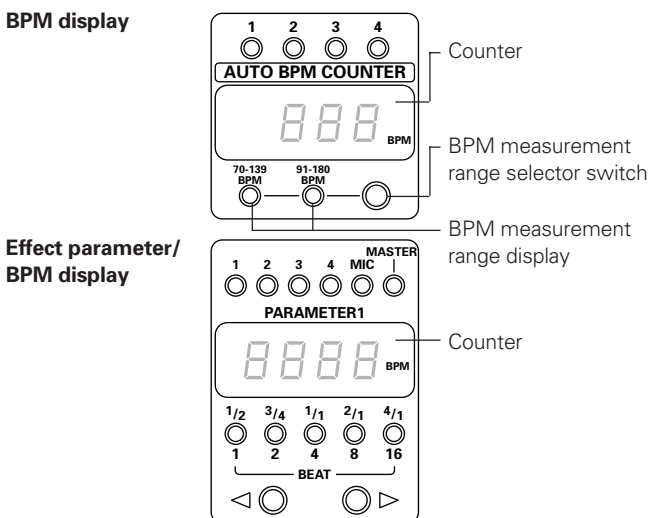 BPM display
1 2 3 4
AUTO BPM COUNTER
Counter
888
BPM
BPM measurement
range selector switch
70-139
BPM
91-180
BPM
BPM measurement
range display
Effect parameter/
BPM display
1 2 3 4 MIC MASTER
PARAMETER1
8888
BPM
Counter
1/2 3/4 1/1 2/1 4/1
1 2 4 8 16
BEAT